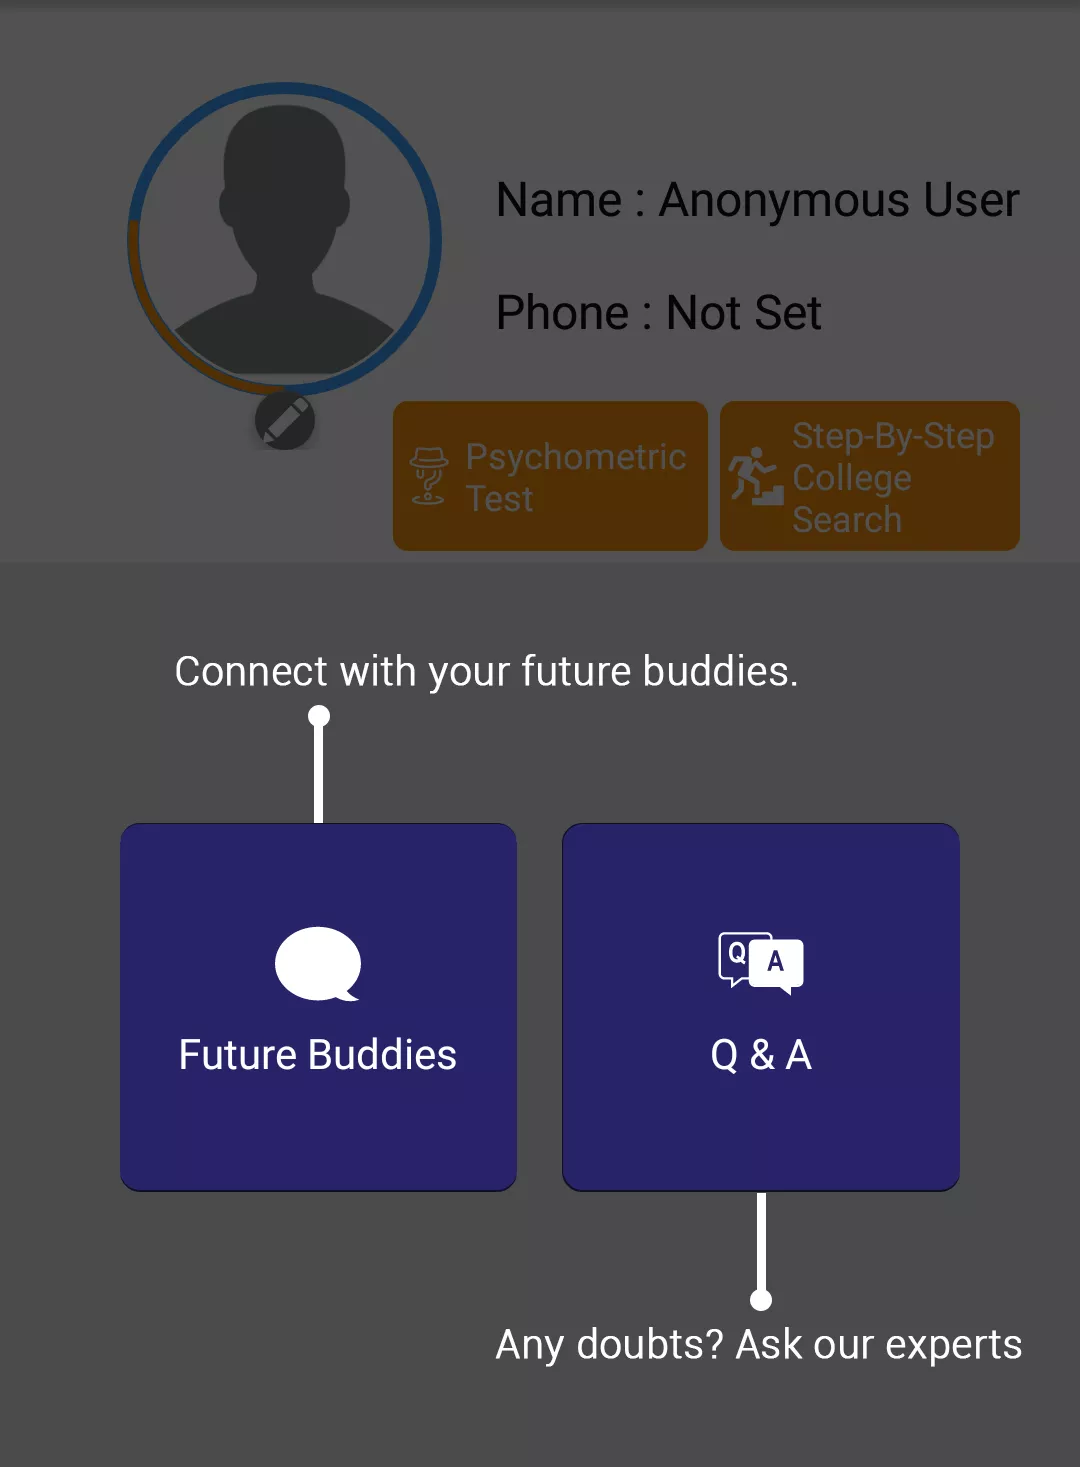 Name : Anonymous User
Phone : Not Set
Psychometric
Test
Step-By-Step
College
Search
Connect with your future buddies.
Future Buddies
Q A
Q & A
Any doubts? Ask our experts